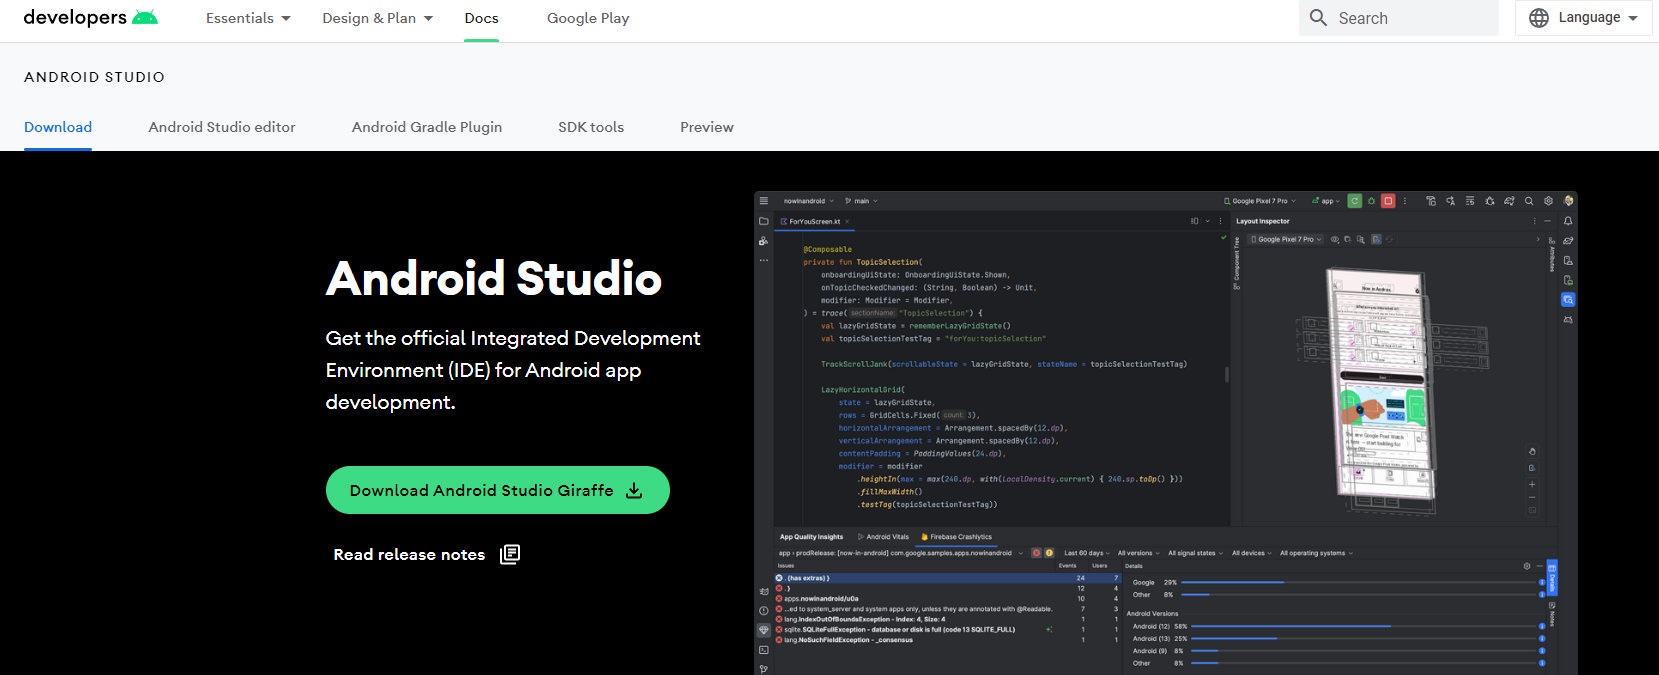 developers
Essentials
Design & Plan
Docs
Google Play
Search
Language
ANDROID STUDIO
Download
Android Studio editor
Android Gradle Plugin
SDK tools
Preview
Android Studio
Get the official Integrated Development
Environment (IDE) for Android app
development.
Download Android Studio Giraffe
Read release notes
nowinandroid
main
Google Pixel 7 Pro
app
ForYouScreen.kt
@Composable
private fun TopicSelection(
onboardingUiState: OnboardingUiState.Shown,
onTopicCheckedChanged: (String, Boolean) -> Unit,
modifier: Modifier = Modifier,
) = trace( sectionName: "TopicSelection") {
val lazyGridState = rememberLazyGridState()
val topicSelectionTestTag = "forYou:topicSelection"
TrackScrollJank(scrollableState = lazyGridState, stateName = topicSelectionTestTag)
LazyHorizontalGrid(
state = lazyGridState,
rows = GridCells.Fixed( count: 3),
horizontalArrangement = Arrangement.spacedBy(12.dp),
verticalArrangement = Arrangement.spacedBy(12.dp),
contentPadding = PaddingValues(24.dp),
modifier = modifier
.heightIn(max = max(240.dp, with(LocalDensity.current) { 240.sp.toDp() }))
.fillMaxWidth()
.testTag(topicSelectionTestTag))
Layout Inspector
Google Pixel 7 Pro
Component Tree
Attributes
App Quality Insights
Android Vitals
Firebase Crashlytics
app › prodRelease: [now-in-android] com.google.samples.apps.nowinandroid
Last 60 days
All versions
All signal states
All devices
All operating systems
Issues Events Users
. (has extras) } 24 7
.} 12 4
apps.nowinandroid/u0a 10 4
...ed to system_server and system apps only, unless they are annotated with @Readable. 7 3
lang.IndexOutOfBoundsException - Index: 4, Size: 4 1 1
sqlite.SQLiteFullException - database or disk is full (code 13 SQLITE_FULL) 1 1
lang.NoSuchFieldException - _consensus 1 1
Details
Google 29%
Other 8%
Android Versions
Android (12) 58%
Android (13) 25%
Android (9) 8%
Other 8%
Details
Notes